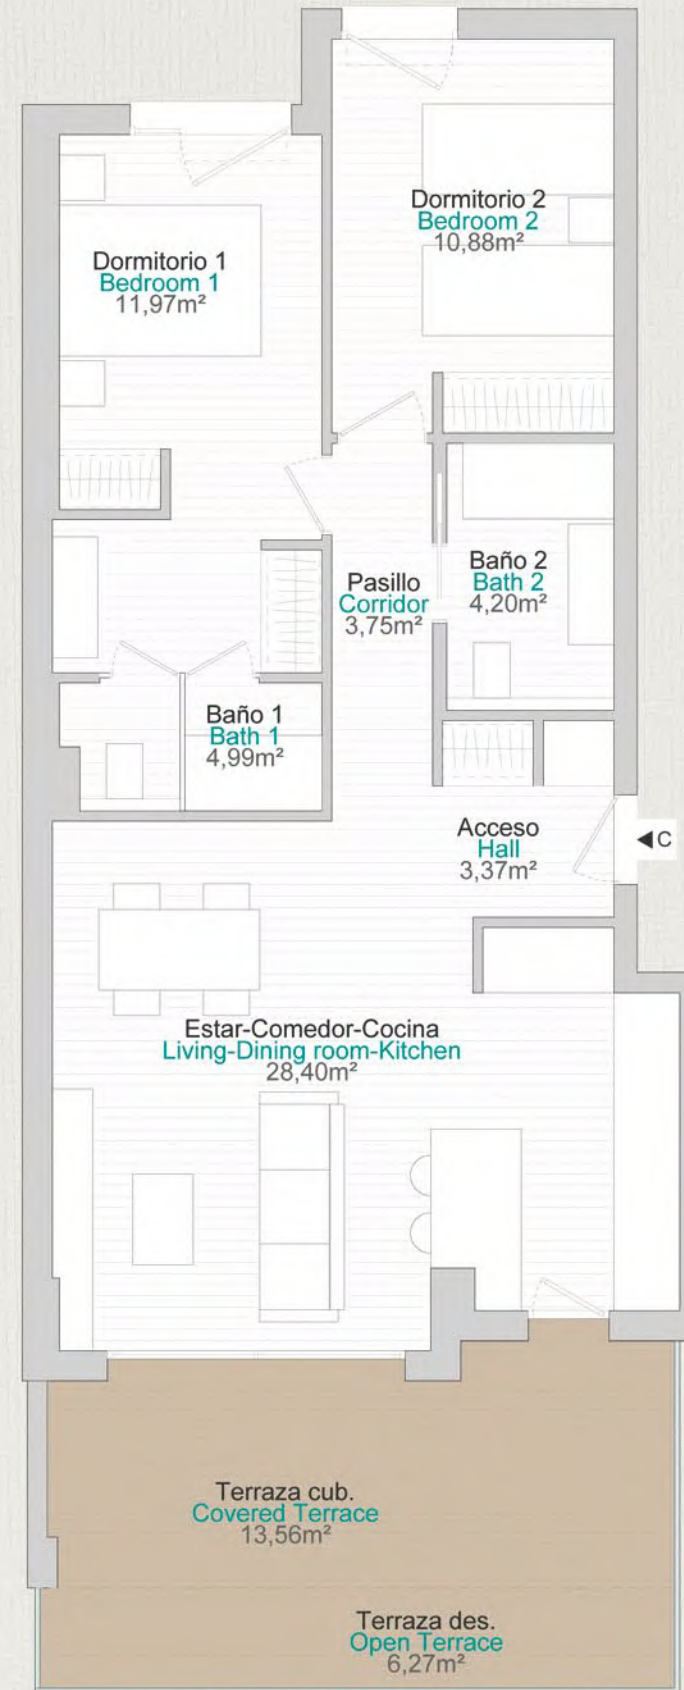 Dormitorio 2
Bedroom 2
10,88m²
Dormitorio 1
Bedroom 1
11,97m²
Baño 2
Bath 2
4,20m²
Pasillo
Corridor
3,75m²
Baño 1
Bath 1
4,99m²
Acceso
Hall
3,37m²
C
Estar-Comedor-Cocina
Living-Dining room-Kitchen
28,40m²
Terraza cub.
Covered Terrace
13,56m²
Terraza des.
Open Terrace
6,27m²